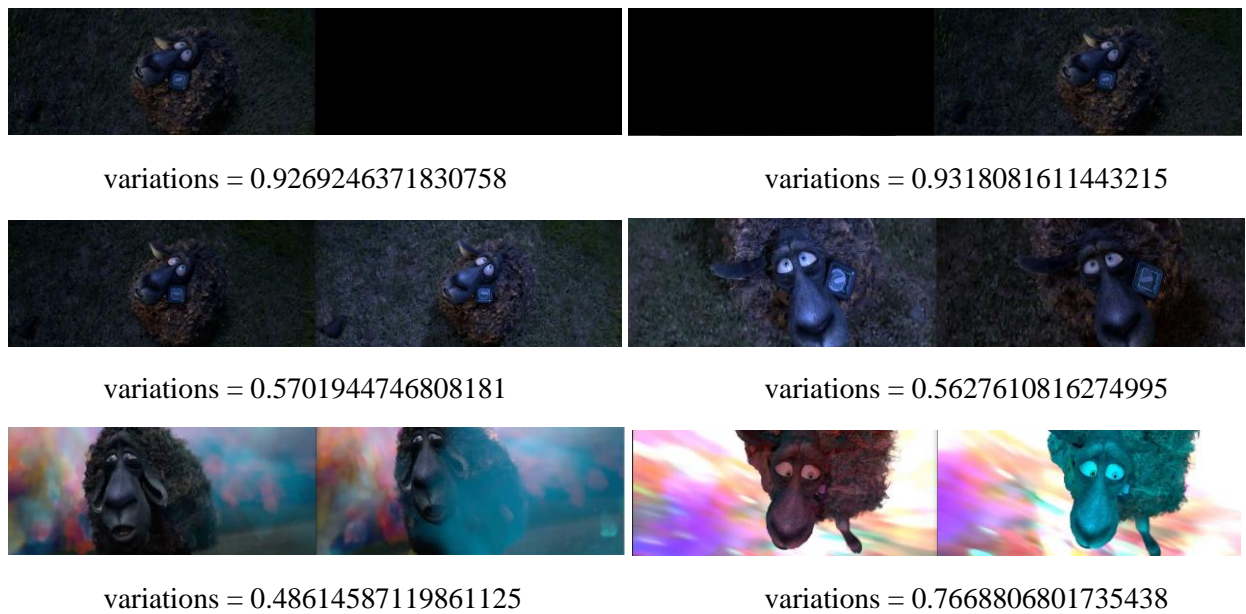 variations = 0.9269246371830758
variations = 0.9318081611443215
variations = 0.5701944746808181
variations = 0.5627610816274995
variations = 0.48614587119861125
variations = 0.7668806801735438